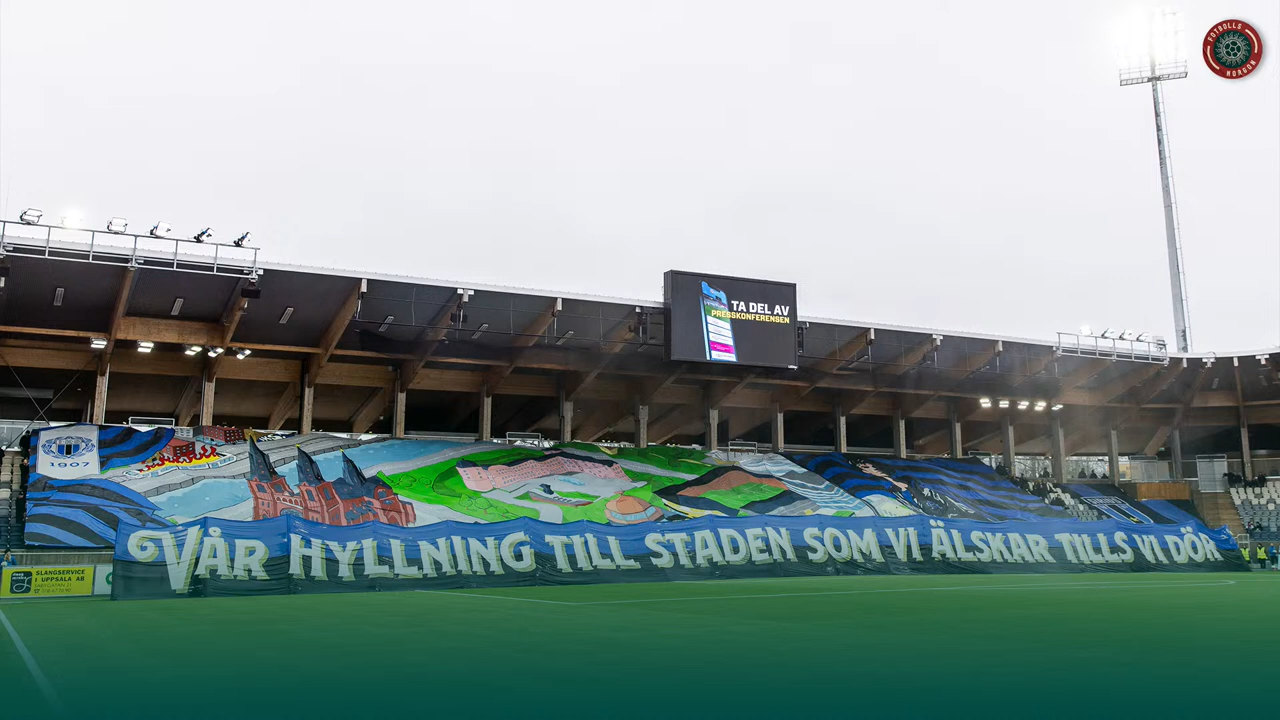 FOTBOLLS
MORGON
TA DEL AV
PRESSKONFERENSEN
1907
VÅR HYLLNING TILL STADEN SOM VI ÄLSKAR TILLS VI DÖR
SLANGSERVICE
I UPPSALA AB